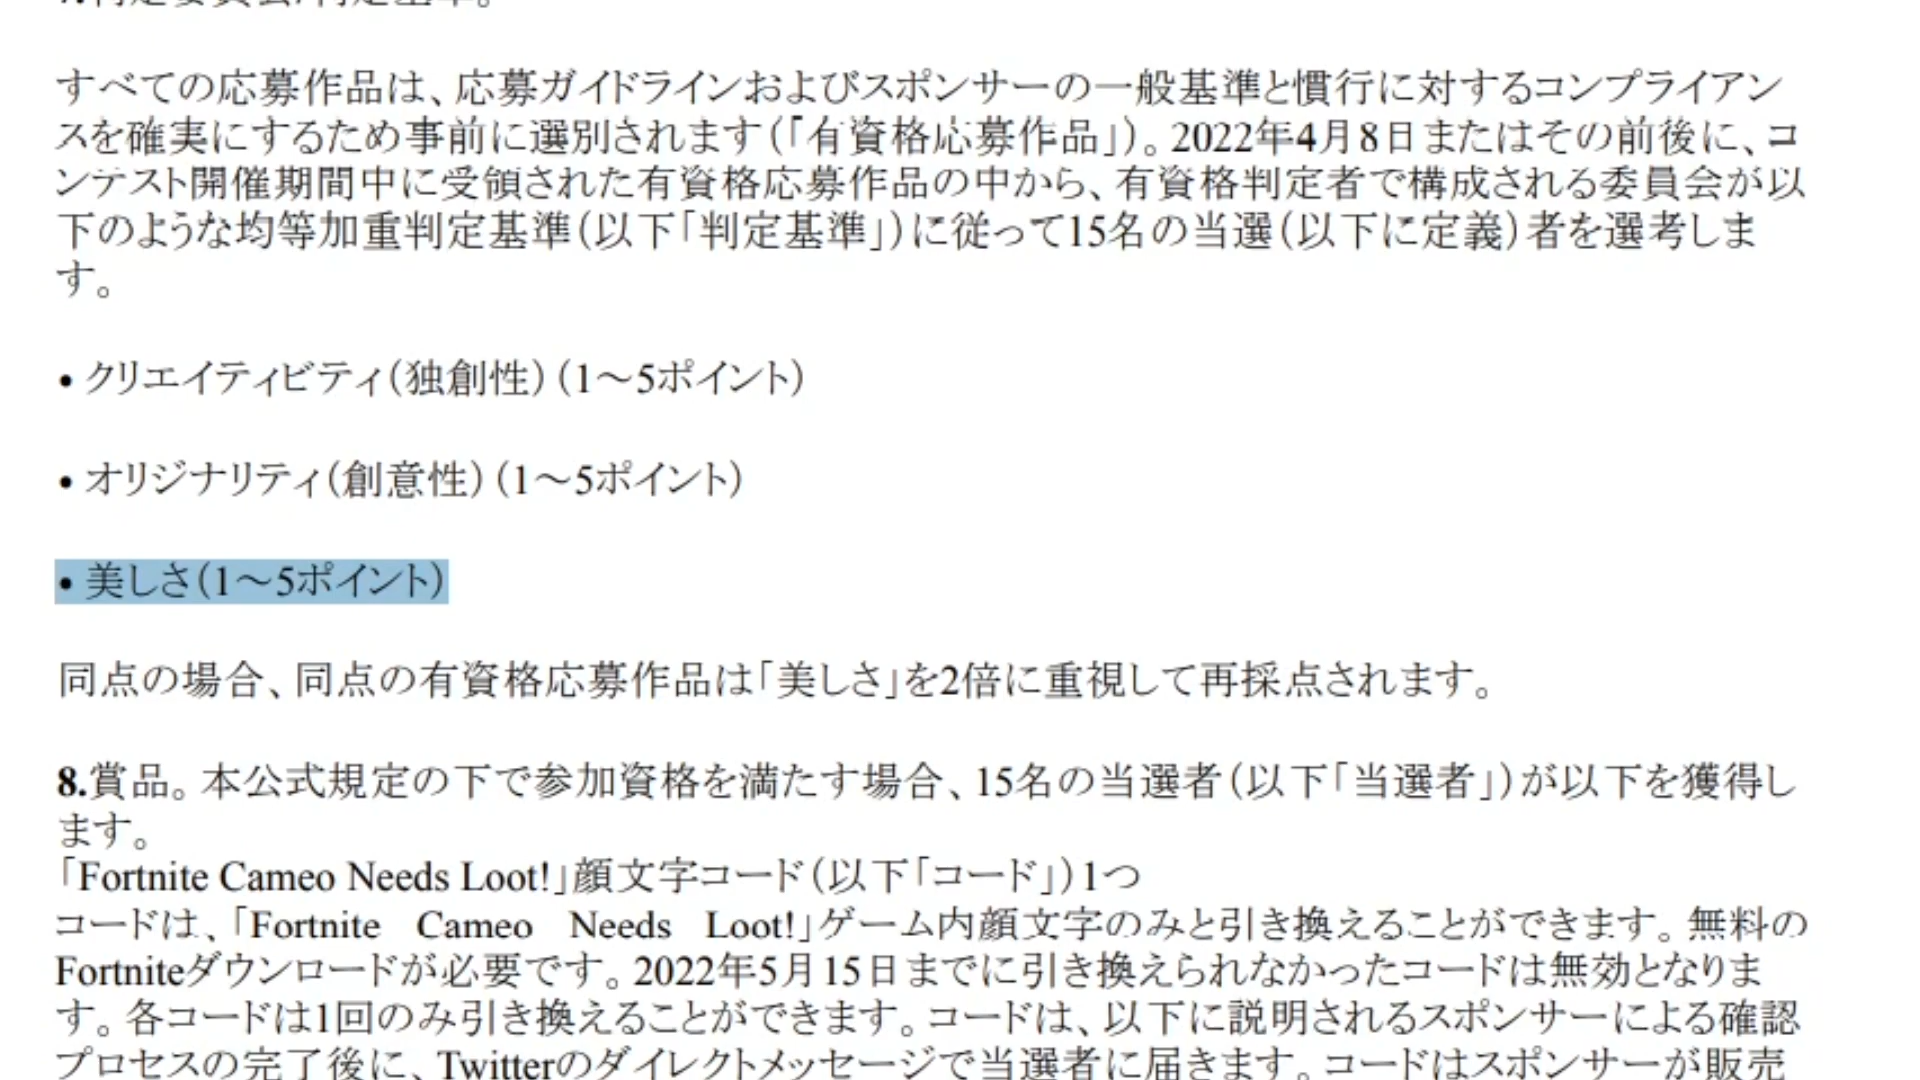 7.判定委員会/判定基準。
すべての応募作品は、応募ガイドラインおよびスポンサーの一般基準と慣行に対するコンプライアン
スを確実にするため事前に選別されます(「有資格応募作品」)。2022年4月8日またはその前後に、コ
ンテスト開催期間中に受領された有資格応募作品の中から、有資格判定者で構成される委員会が以
下のような均等加重判定基準(以下「判定基準」)に従って15名の当選(以下に定義)者を選考しま
す。
• クリエイティビティ(独創性)(1～5ポイント)
• オリジナリティ(創意性)(1～5ポイント)
• 美しさ(1～5ポイント)
同点の場合、同点の有資格応募作品は「美しさ」を2倍に重視して再採点されます。
8.賞品。本公式規定の下で参加資格を満たす場合、15名の当選者(以下「当選者」)が以下を獲得し
ます。
「Fortnite Cameo Needs Loot!」顔文字コード(以下「コード」)1つ
コードは、「Fortnite Cameo Needs Loot!」ゲーム内顔文字のみと引き換えることができます。無料の
Fortniteダウンロードが必要です。2022年5月15日までに引き換えられなかったコードは無効となりま
す。各コードは1回のみ引き換えることができます。コードは、以下に説明されるスポンサーによる確認
プロセスの完了後に、Twitterのダイレクトメッセージで当選者に届きます。コードはスポンサーが販売